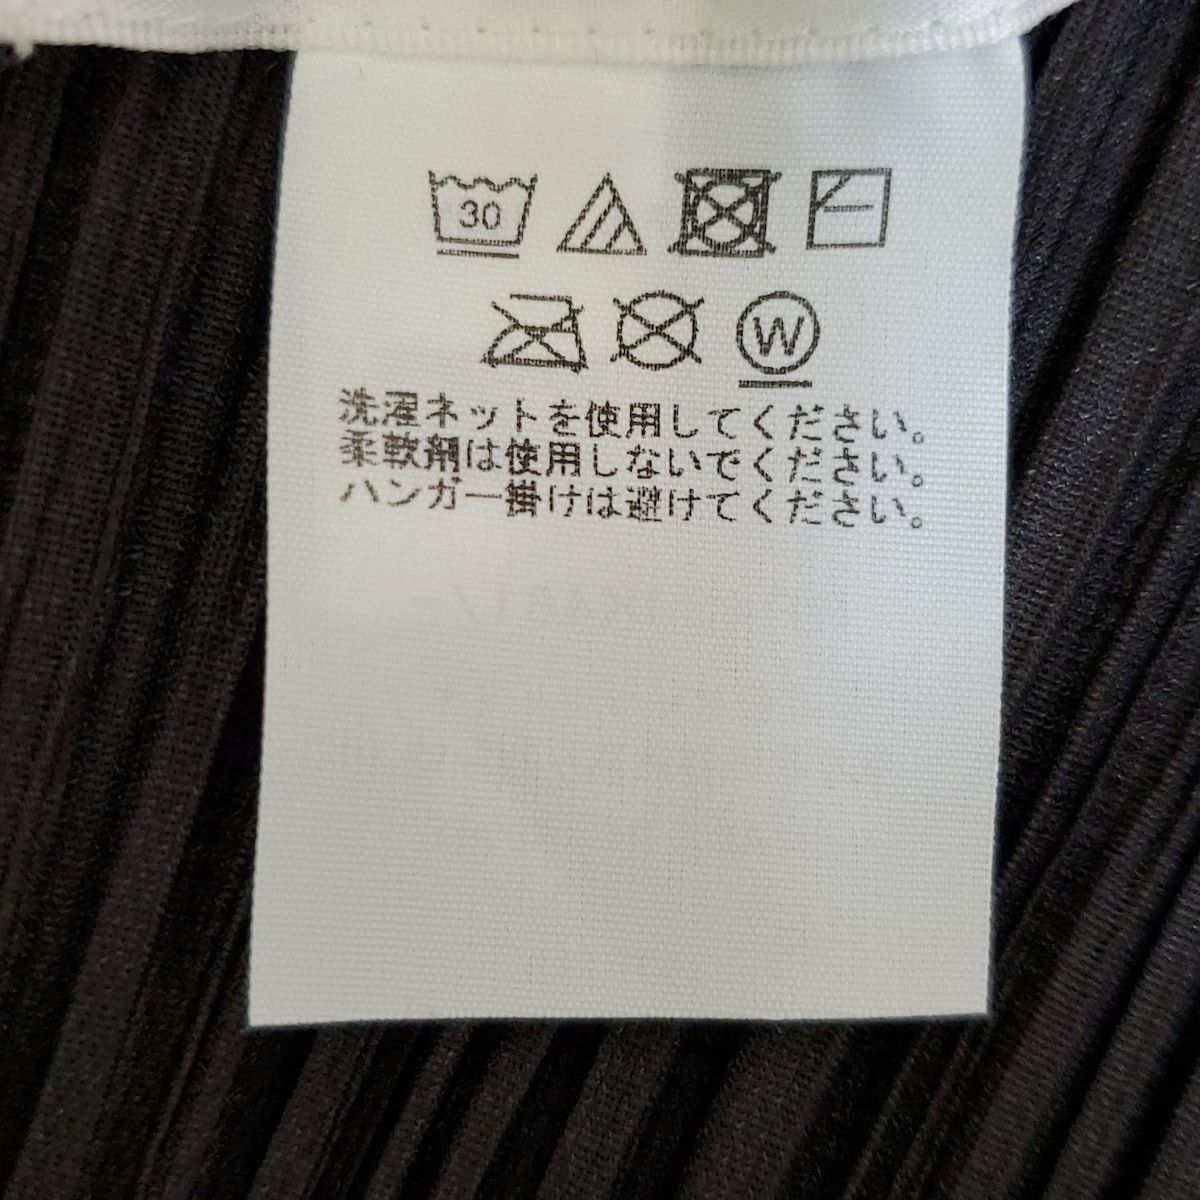 30
W
洗濯ネットを使用してください。
柔軟剤は使用しないでください。
ハンガー掛けは避けてください。